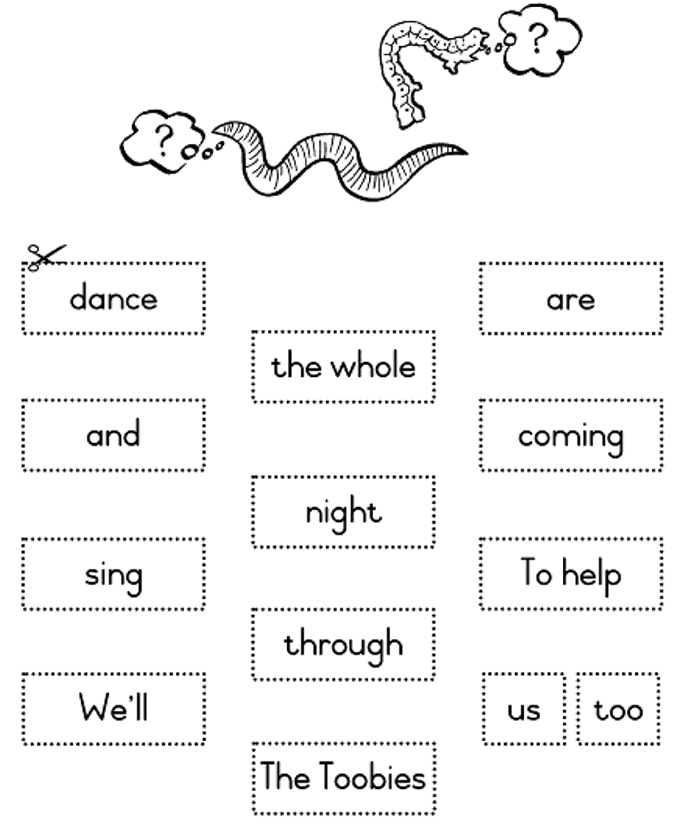 ?
?
dance
are
the whole
and
coming
night
sing
To help
through
We'll
us
too
The Toobies